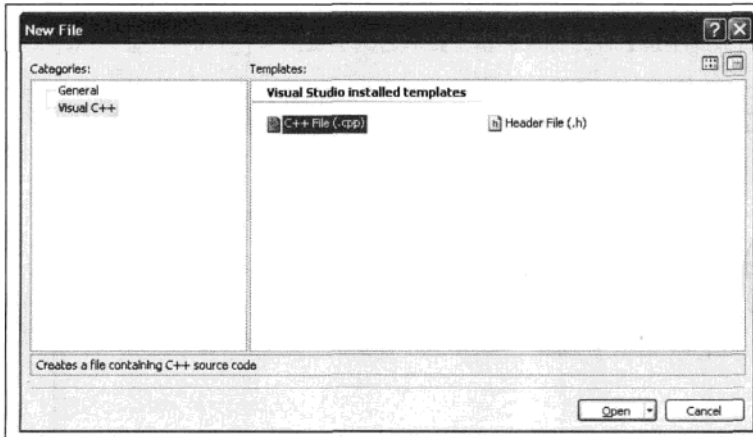 New File
Categories:
Templates:
General
Visual C++
Visual Studio installed templates
C++ File (.cpp)
Header File (.h)
Creates a file containing C++ source code
Open
Cancel